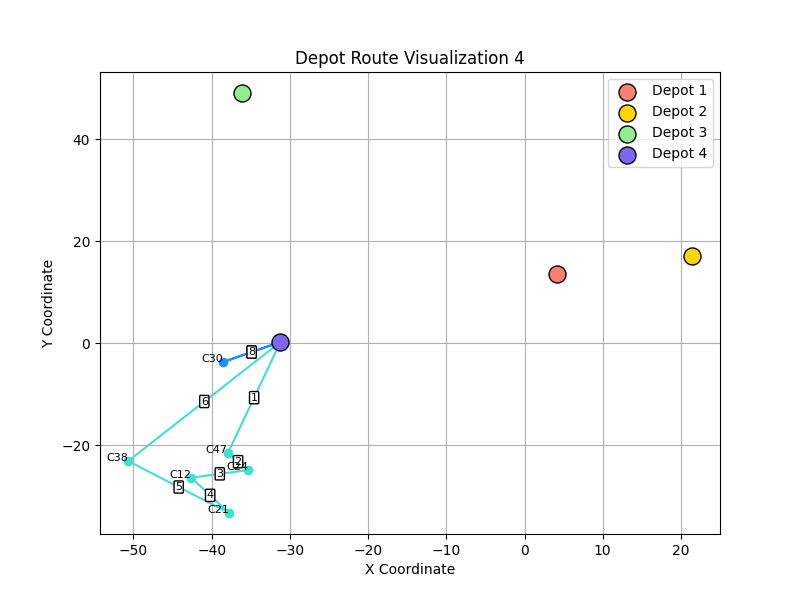 Depot Route Visualization 4
Depot 1
Depot 2
Depot 3
Depot 4
Y Coordinate
40
20
0
−20
C30
8
6
1
C47
2
C38
C12
3
5
4
C21
−50
−40
−30
−20
−10
0
10
20
X Coordinate